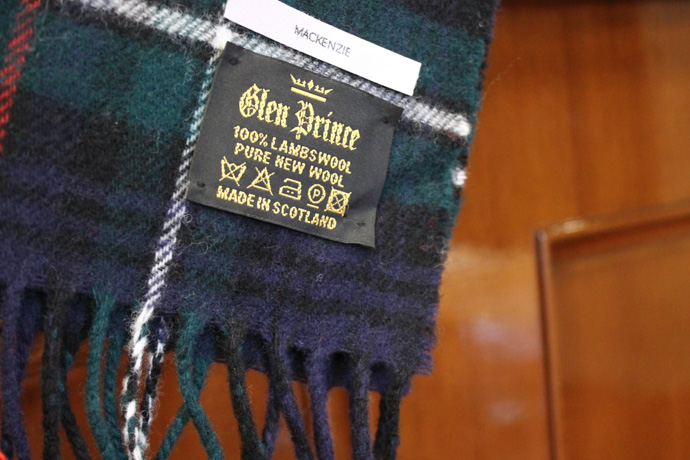 MACKENZIE
Glen Prince
100% LAMBSWOOL
PURE NEW WOOL
P
MADE IN SCOTLAND